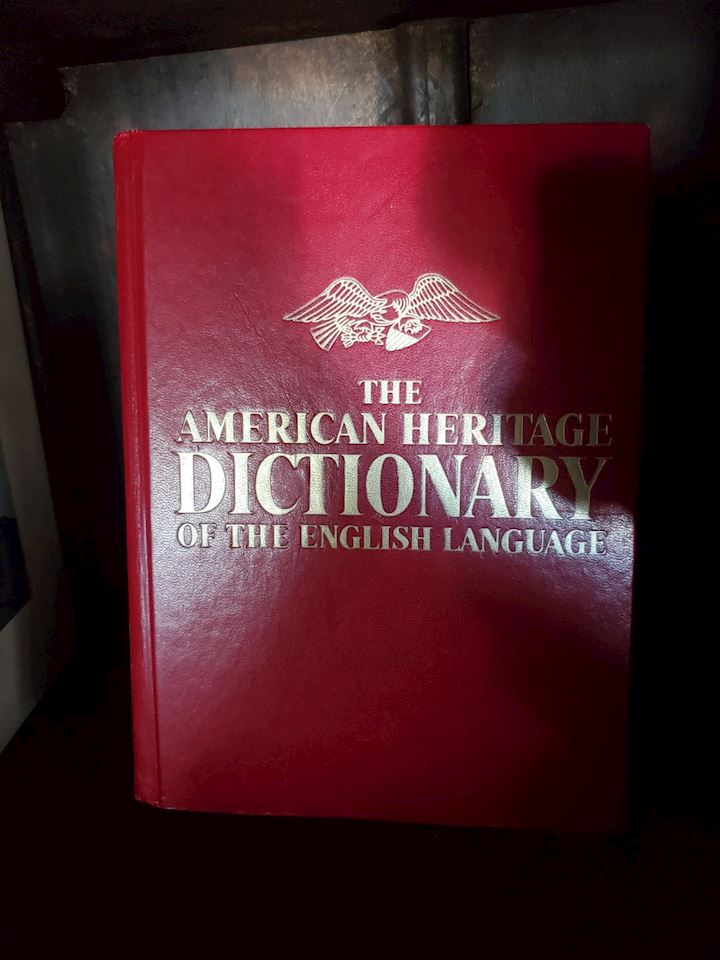 THE
AMERICAN HERITAGE
DICTIONARY
OF THE ENGLISH LANGUAGE